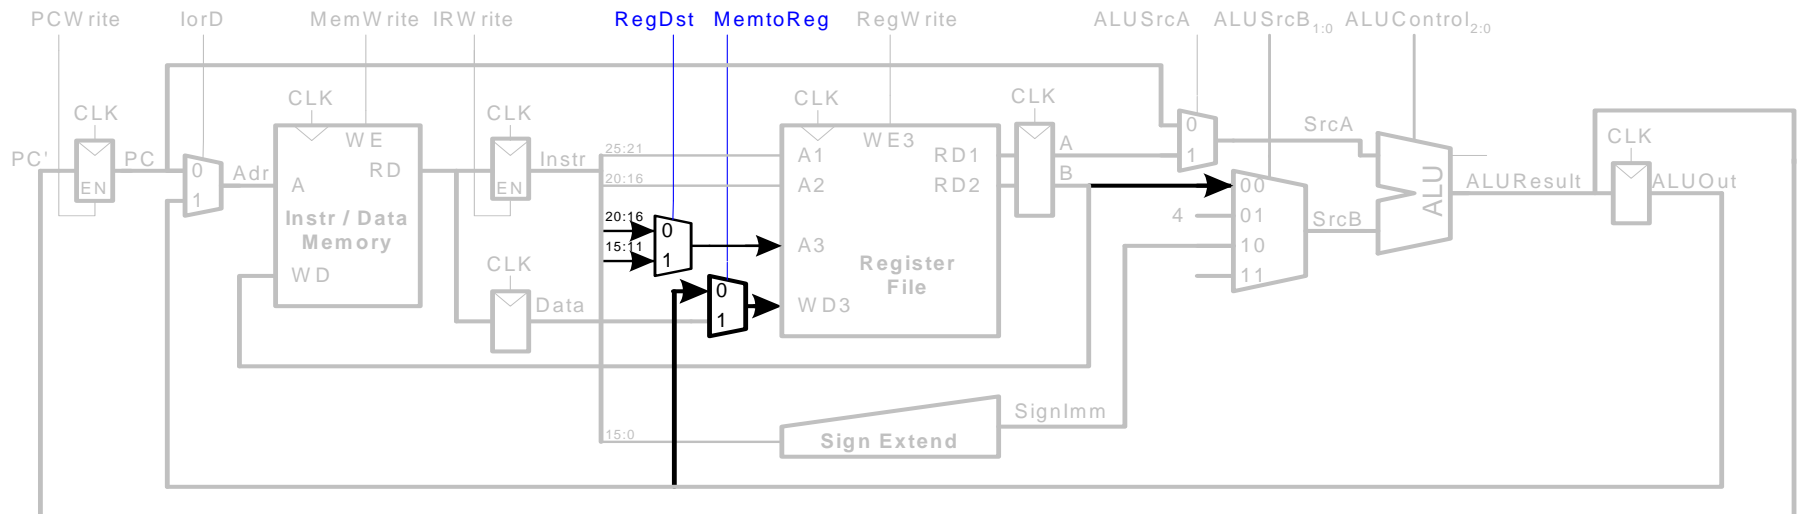 PCWrite IorD MemWrite IRWrite RegDst MemtoReg RegWrite ALUSrcA ALUSrcB1:0 ALUControl2:0
CLK CLK CLK CLK CLK CLK CLK
PC' EN PC 0 1 Adr
A WE RD
Instr / Data
Memory
WD
EN Instr
CLK
Data
25:21
20:16
20:16
15:11
15:0
0
1
0
1
A1 WE3 RD1
A2 RD2
A3
Register
File
WD3
A
B
0
1
SrcA
00
4 01
10
11
SrcB
ALU
ALUResult
ALUOut
SignImm
Sign Extend